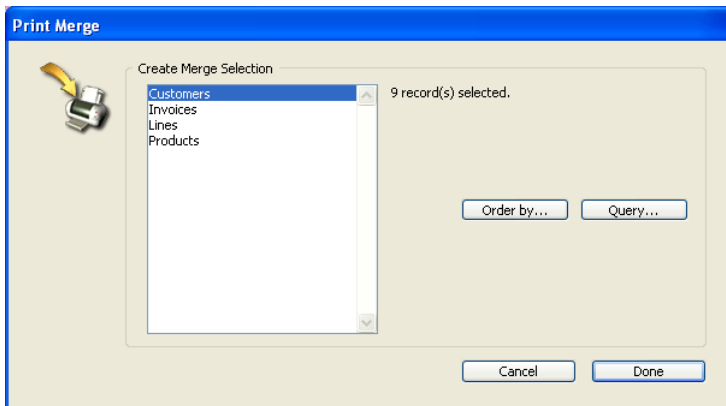 Print Merge
Create Merge Selection
Customers
Invoices
Lines
Products
9 record(s) selected.
Order by...
Query...
Cancel
Done